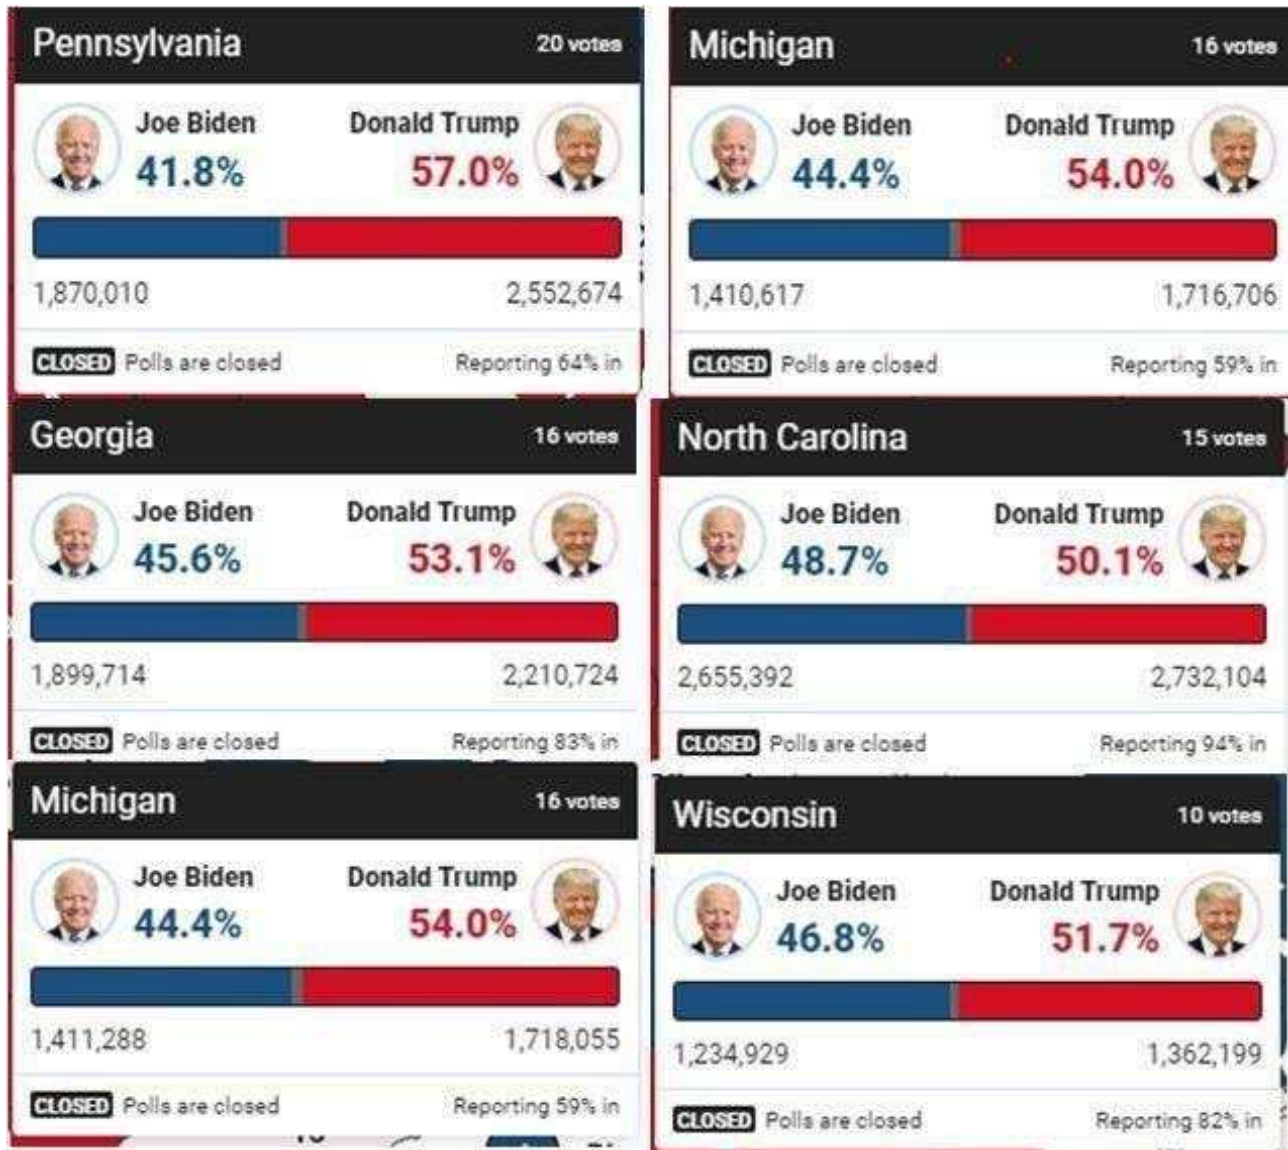 Pennsylvania 20 votes
Joe Biden Donald Trump
41.8% 57.0%
1,870,010 2,552,674
CLOSED Polls are closed Reporting 64% in
Michigan 16 votes
Joe Biden Donald Trump
44.4% 54.0%
1,410,617 1,716,706
CLOSED Polls are closed Reporting 59% in
Georgia 16 votes
Joe Biden Donald Trump
45.6% 53.1%
1,899,714 2,210,724
CLOSED Polls are closed Reporting 83% in
North Carolina 15 votes
Joe Biden Donald Trump
48.7% 50.1%
2,655,392 2,732,104
CLOSED Polls are closed Reporting 94% in
Michigan 16 votes
Joe Biden Donald Trump
44.4% 54.0%
1,411,288 1,718,055
CLOSED Polls are closed Reporting 59% in
Wisconsin 10 votes
Joe Biden Donald Trump
46.8% 51.7%
1,234,929 1,362,199
CLOSED Polls are closed Reporting 82% in